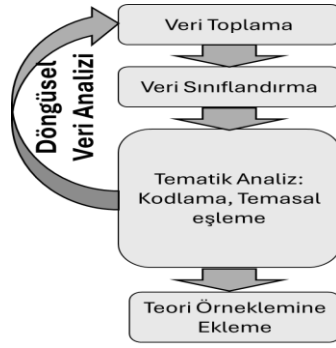 Veri Toplama
Döngüsel
Veri Analizi
Veri Sınıflandırma
Tematik Analiz:
Kodlama, Temasal
eşleme
Teori Örneklemine
Ekleme